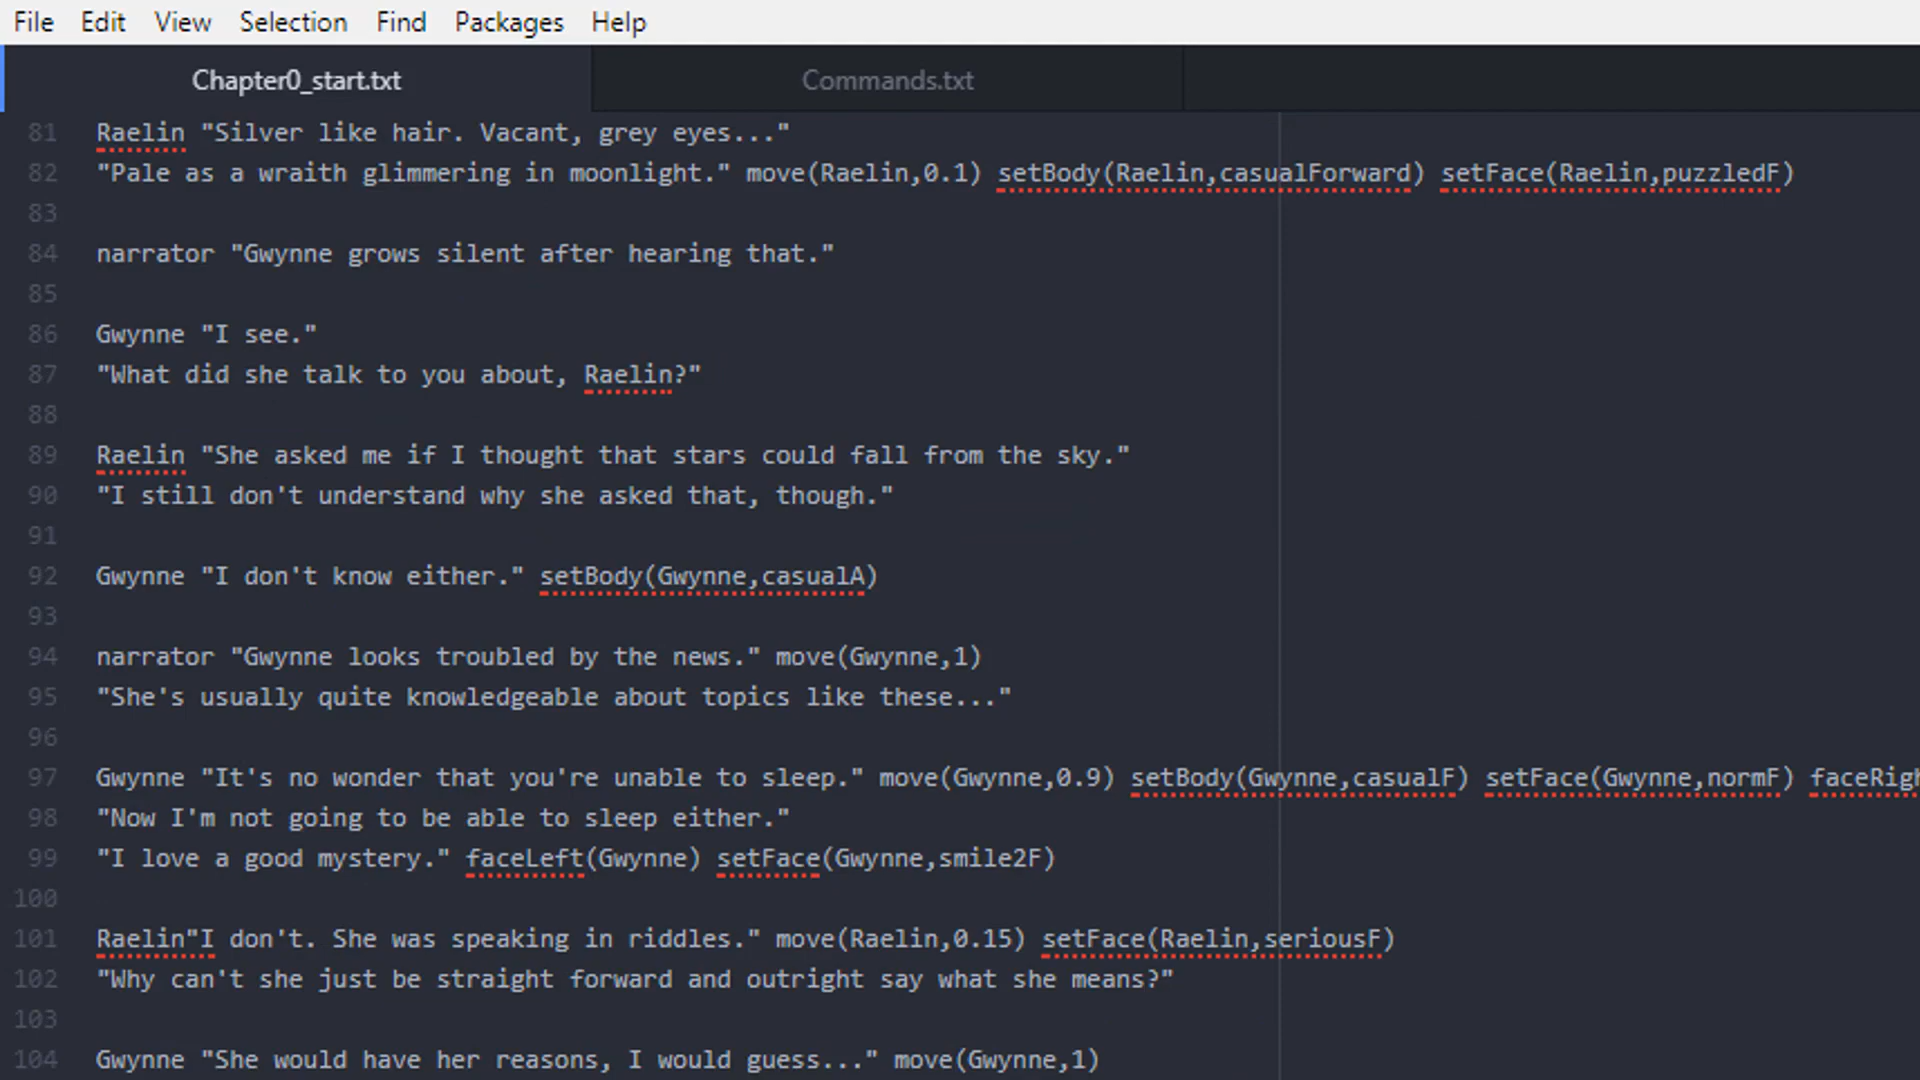 File Edit View Selection Find Packages Help
Chapter0_start.txt Commands.txt
81 Raelin "Silver like hair. Vacant, grey eyes..."
82 "Pale as a wraith glimmering in moonlight." move(Raelin,0.1) setBody(Raelin,casualForward) setFace(Raelin,puzzledF)
83
84 narrator "Gwynne grows silent after hearing that."
85
86 Gwynne "I see."
87 "What did she talk to you about, Raelin?"
88
89 Raelin "She asked me if I thought that stars could fall from the sky."
90 "I still don't understand why she asked that, though."
91
92 Gwynne "I don't know either." setBody(Gwynne,casualA)
93
94 narrator "Gwynne looks troubled by the news." move(Gwynne,1)
95 "She's usually quite knowledgeable about topics like these..."
96
97 Gwynne "It's no wonder that you're unable to sleep." move(Gwynne,0.9) setBody(Gwynne,casualF) setFace(Gwynne,normF) faceRigh
98 "Now I'm not going to be able to sleep either."
99 "I love a good mystery." faceLeft(Gwynne) setFace(Gwynne,smile2F)
100
101 Raelin"I don't. She was speaking in riddles." move(Raelin,0.15) setFace(Raelin,seriousF)
102 "Why can't she just be straight forward and outright say what she means?"
103
104 Gwynne "She would have her reasons, I would guess..." move(Gwynne,1)